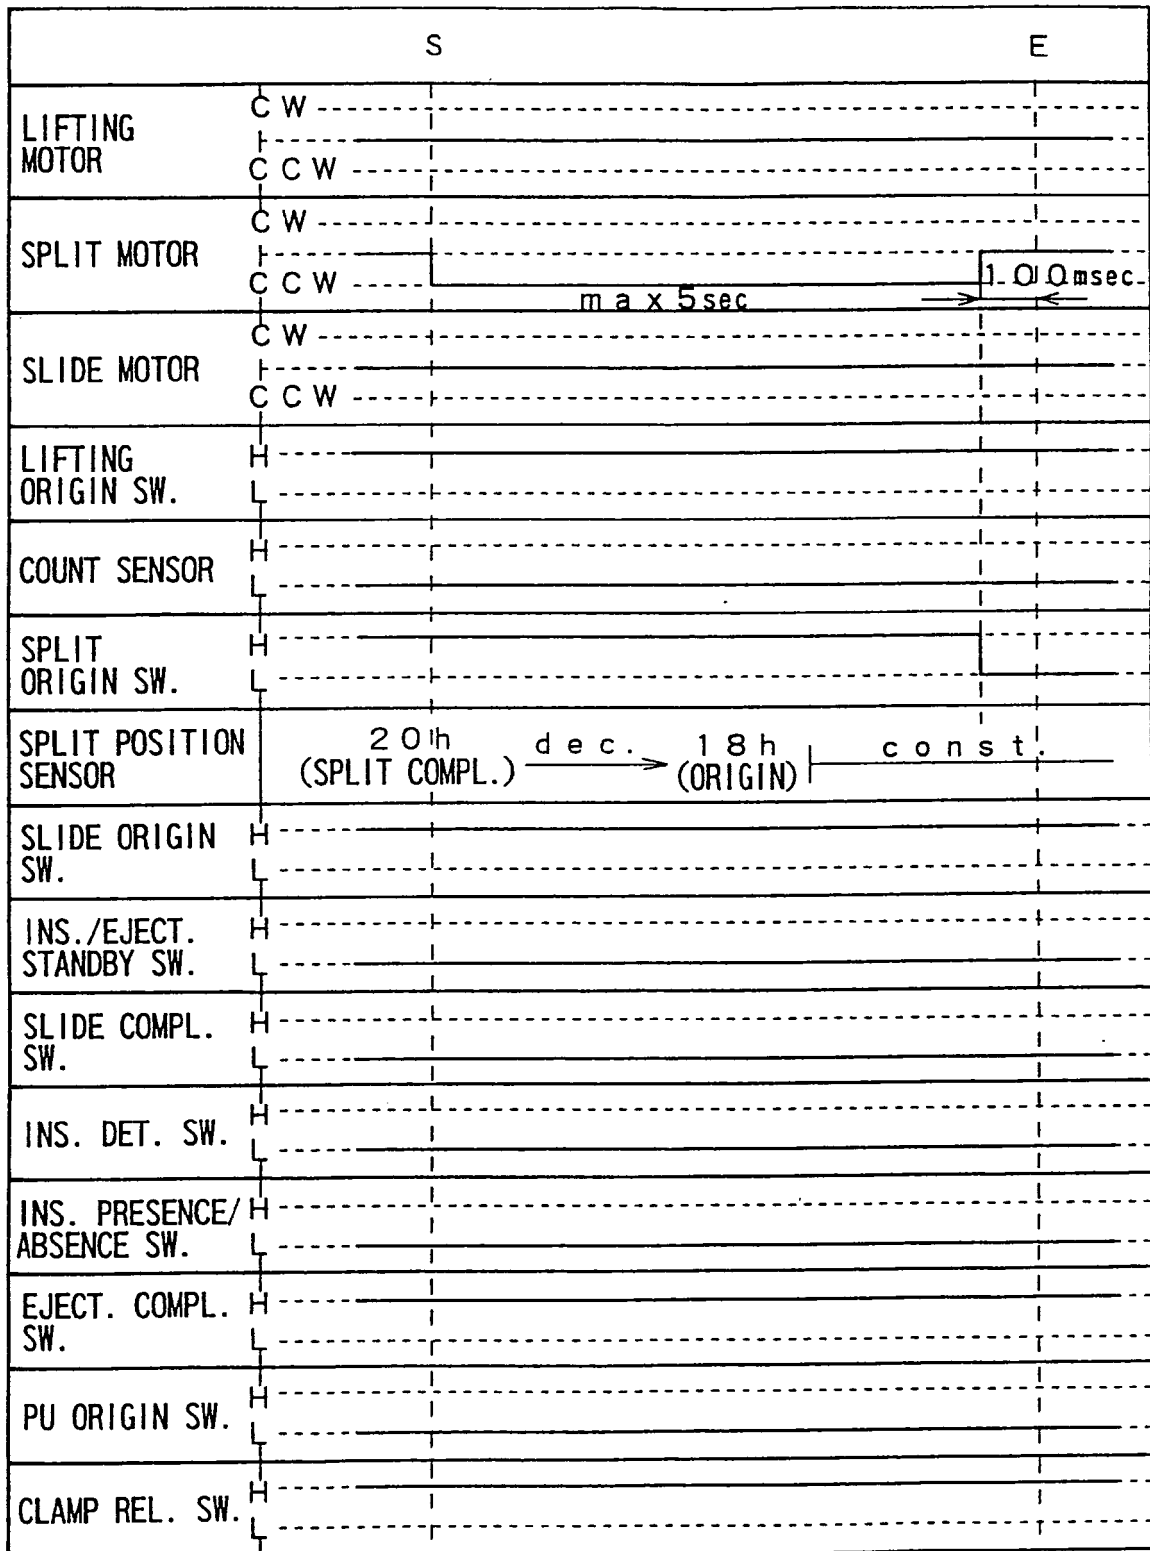 S E
LIFTING
MOTOR
CW
CCW
SPLIT MOTOR
CW
CCW
max 5sec
100msec
SLIDE MOTOR
CW
CCW
LIFTING
ORIGIN SW.
H
L
COUNT SENSOR
H
L
SPLIT
ORIGIN SW.
H
L
SPLIT POSITION
SENSOR
20h dec. 18h const.
(SPLIT COMPL.) (ORIGIN)
SLIDE ORIGIN
SW.
H
L
INS./EJECT.
STANDBY SW.
H
L
SLIDE COMPL.
SW.
H
L
INS. DET. SW.
H
L
INS. PRESENCE/
ABSENCE SW.
H
L
EJECT. COMPL.
SW.
H
L
PU ORIGIN SW.
H
L
CLAMP REL. SW.
H
L